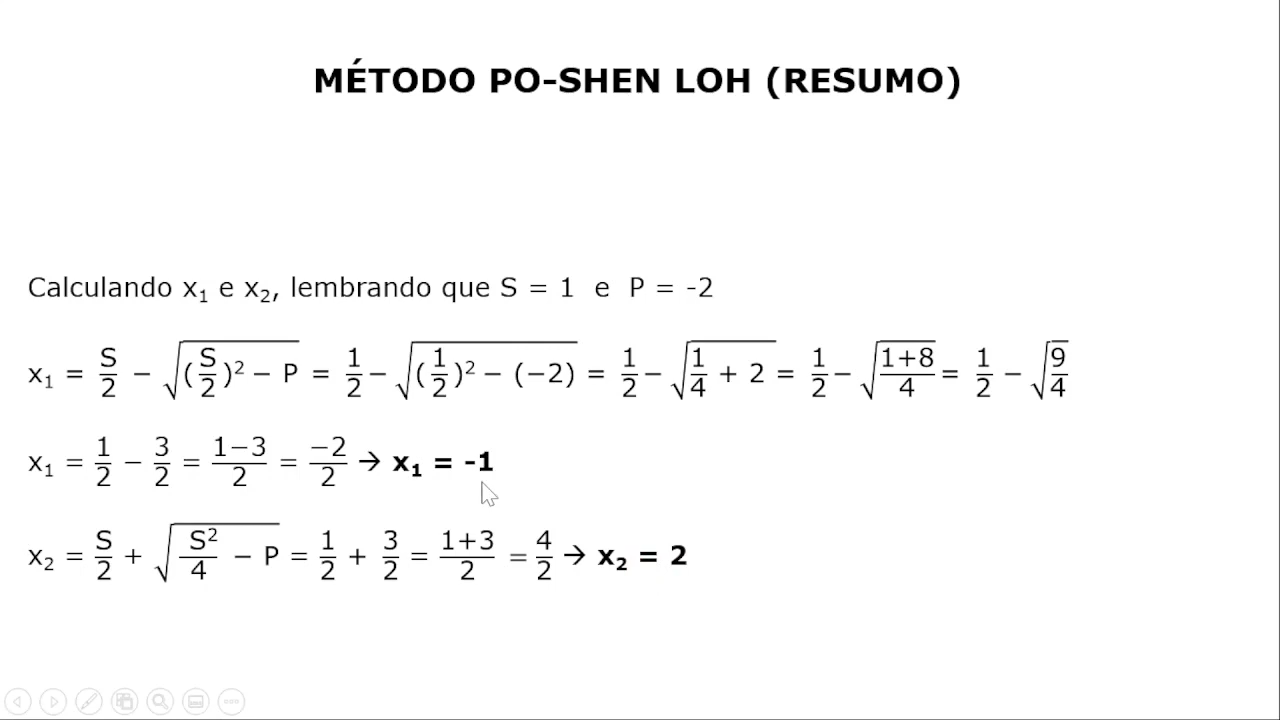 MÉTODO PO-SHEN LOH (RESUMO)
Calculando x₁ e x₂, lembrando que S = 1 e P = -2
x₁ = S/2 − √((S/2)² − P) = 1/2 − √((1/2)² − (−2)) = 1/2 − √(1/4 + 2) = 1/2 − √((1+8)/4) = 1/2 − √(9/4)
x₁ = 1/2 − 3/2 = (1−3)/2 = −2/2 → x₁ = -1
x₂ = S/2 + √(S²/4 − P) = 1/2 + 3/2 = (1+3)/2 = 4/2 → x₂ = 2